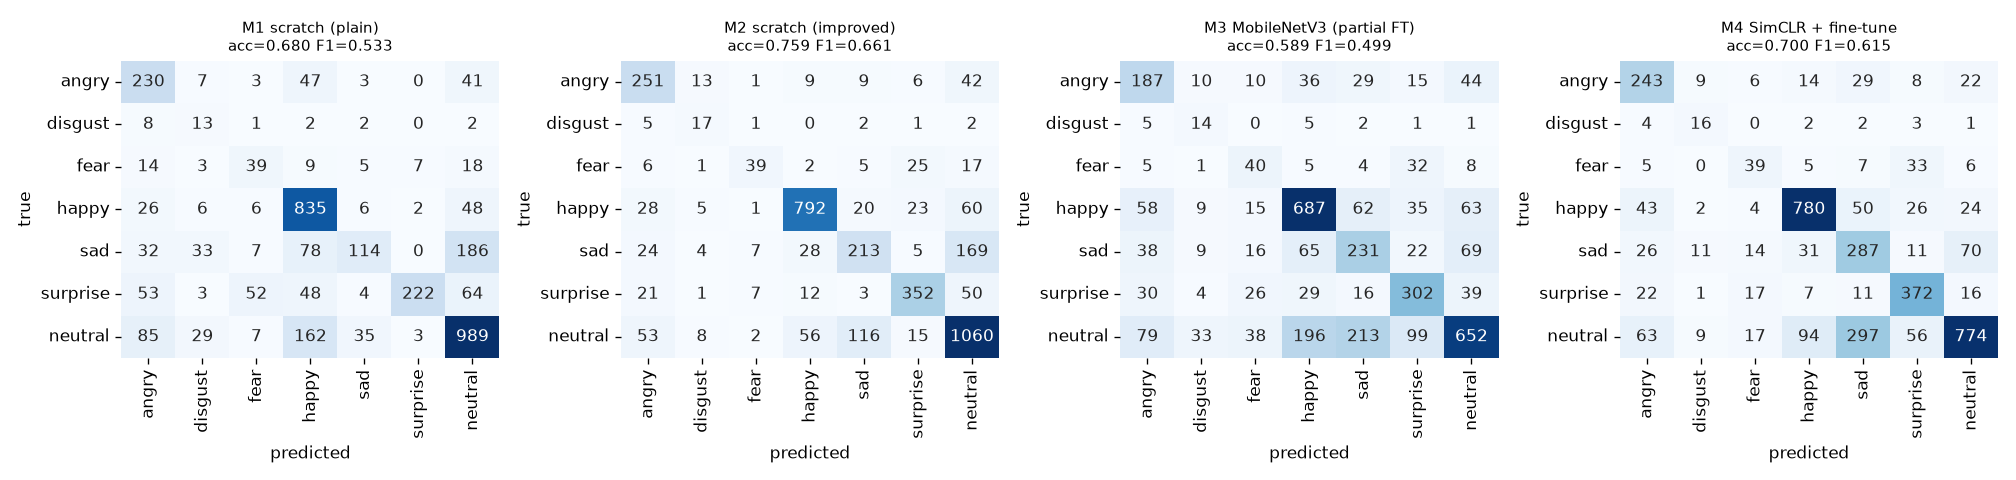 M1 scratch (plain)
acc=0.680 F1=0.533
true
angry 230 7 3 47 3 0 41
disgust 8 13 1 2 2 0 2
fear 14 3 39 9 5 7 18
happy 26 6 6 835 6 2 48
sad 32 33 7 78 114 0 186
surprise 53 3 52 48 4 222 64
neutral 85 29 7 162 35 3 989
angry disgust fear happy sad surprise neutral
predicted
M2 scratch (improved)
acc=0.759 F1=0.661
true
angry 251 13 1 9 9 6 42
disgust 5 17 1 0 2 1 2
fear 6 1 39 2 5 25 17
happy 28 5 1 792 20 23 60
sad 24 4 7 28 213 5 169
surprise 21 1 7 12 3 352 50
neutral 53 8 2 56 116 15 1060
angry disgust fear happy sad surprise neutral
predicted
M3 MobileNetV3 (partial FT)
acc=0.589 F1=0.499
true
angry 187 10 10 36 29 15 44
disgust 5 14 0 5 2 1 1
fear 5 1 40 5 4 32 8
happy 58 9 15 687 62 35 63
sad 38 9 16 65 231 22 69
surprise 30 4 26 29 16 302 39
neutral 79 33 38 196 213 99 652
angry disgust fear happy sad surprise neutral
predicted
M4 SimCLR + fine-tune
acc=0.700 F1=0.615
true
angry 243 9 6 14 29 8 22
disgust 4 16 0 2 2 3 1
fear 5 0 39 5 7 33 6
happy 43 2 4 780 50 26 24
sad 26 11 14 31 287 11 70
surprise 22 1 17 7 11 372 16
neutral 63 9 17 94 297 56 774
angry disgust fear happy sad surprise neutral
predicted